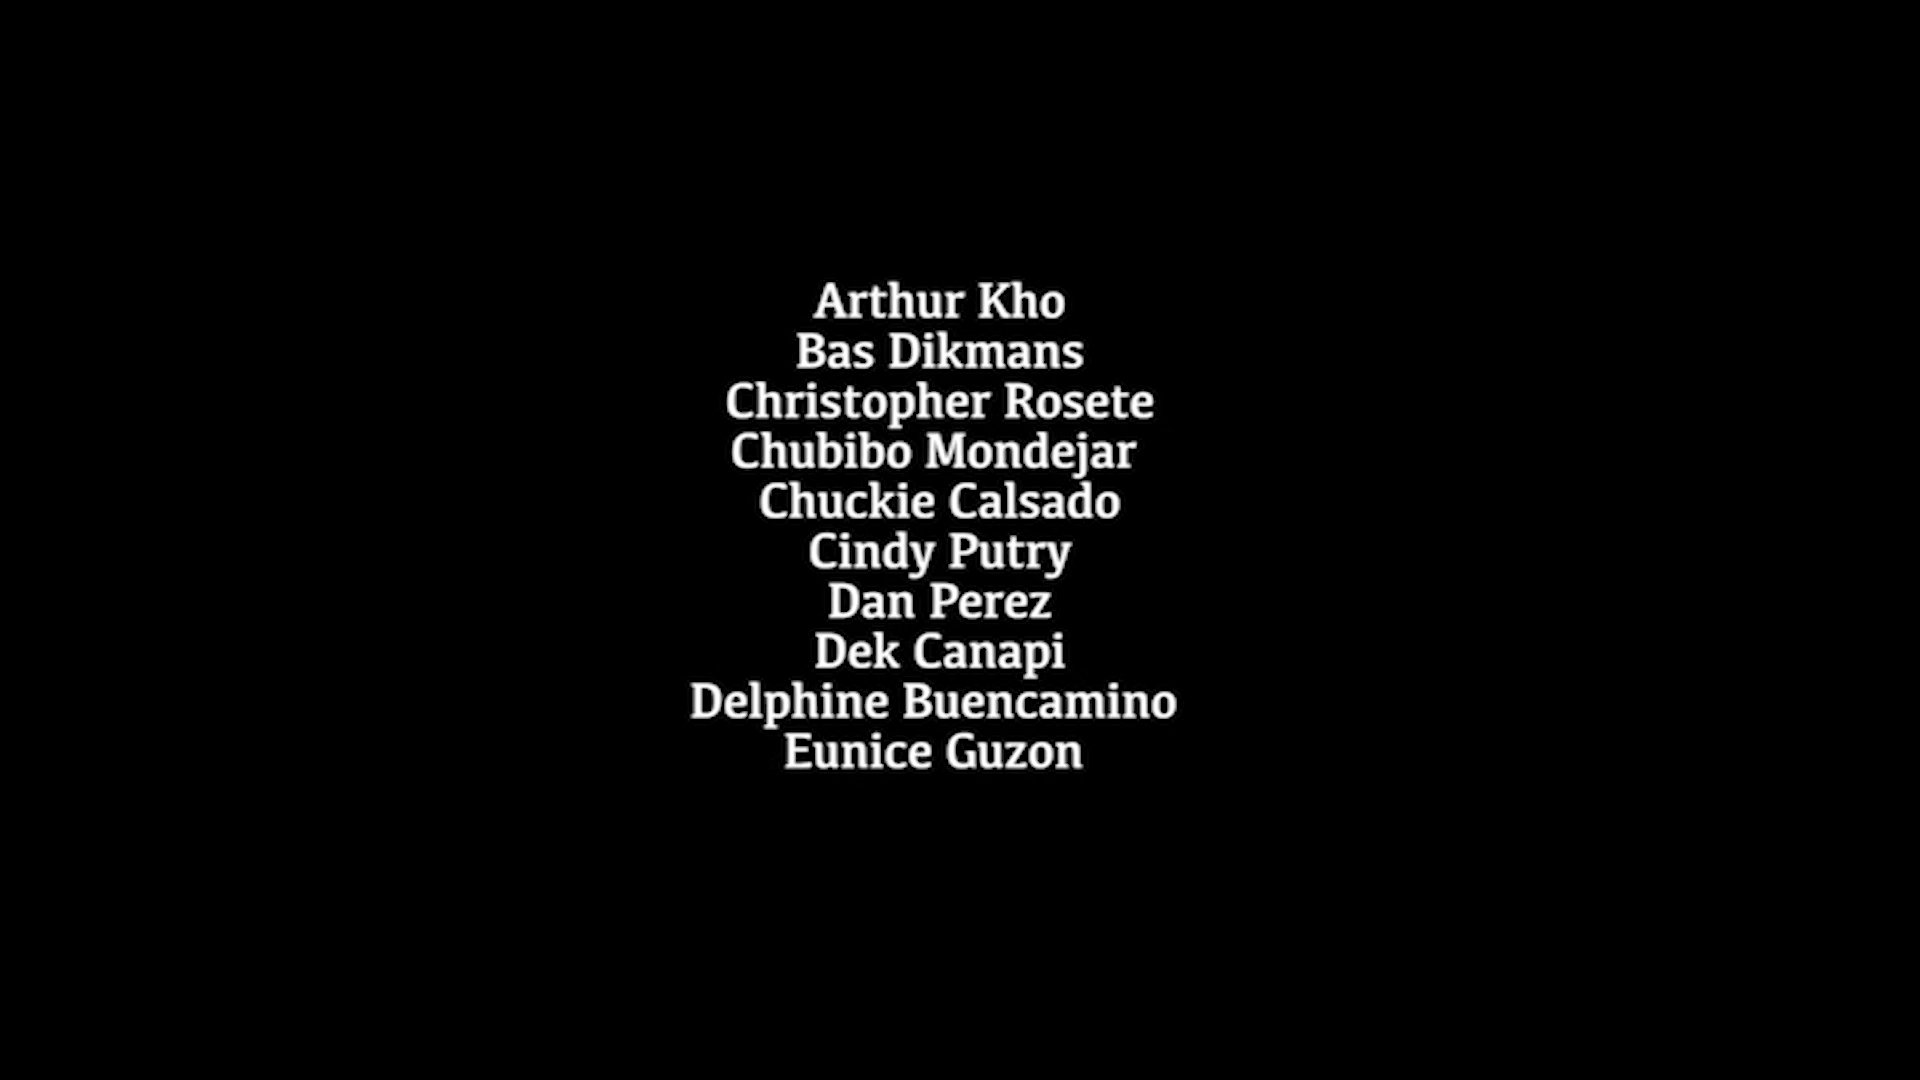 Arthur Kho
Bas Dikmans
Christopher Rosete
Chubibo Mondejar
Chuckie Calsado
Cindy Putry
Dan Perez
Dek Canapi
Delphine Buencamino
Eunice Guzon